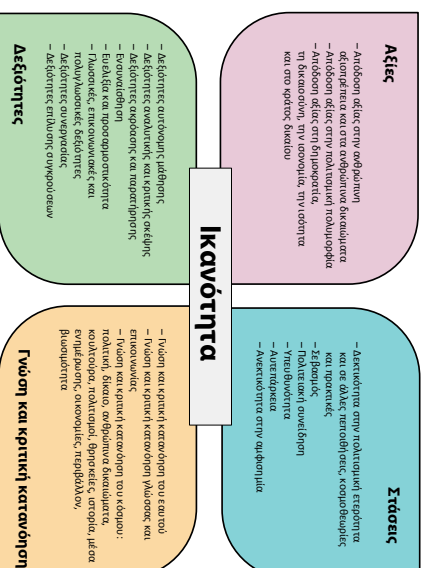 Αξίες
– Απόδοση αξίας στην ανθρώπινη
αξιοπρέπεια και στα ανθρώπινα δικαιώματα
– Απόδοση αξίας στην πολιτισμική πολυμορφία
– Απόδοση αξίας στη δημοκρατία,
τη δικαιοσύνη, την ισονομία, την ισότητα
και στο κράτος δικαίου
Στάσεις
– Δεκτικότητα στην πολιτισμική ετερότητα
και σε άλλες πεποιθήσεις, κοσμοθεωρίες
και πρακτικές
– Σεβασμός
– Πολιτειακή συνείδηση
– Υπευθυνότητα
– Αυτεπάρκεια
– Ανεκτικότητα στην αμφισημία
Ικανότητα
– Δεξιότητες αυτόνομης μάθησης
– Δεξιότητες αναλυτικής και κριτικής σκέψης
– Δεξιότητες ακρόασης και παρατήρησης
– Ενσυναίσθηση
– Ευελιξία και προσαρμοστικότητα
– Γλωσσικές, επικοινωνιακές και
πολυγλωσσικές δεξιότητες
– Δεξιότητες συνεργασίας
– Δεξιότητες επίλυσης συγκρούσεων
Δεξιότητες
– Γνώση και κριτική κατανόηση του εαυτού
– Γνώση και κριτική κατανόηση γλώσσας και
επικοινωνίας
– Γνώση και κριτική κατανόηση του κόσμου:
πολιτική, δίκαιο, ανθρώπινα δικαιώματα,
κουλτούρα, πολιτισμοί, θρησκείες, ιστορία, μέσα
ενημέρωσης, οικονομίες, περιβάλλον,
βιωσιμότητα
Γνώση και κριτική κατανόηση